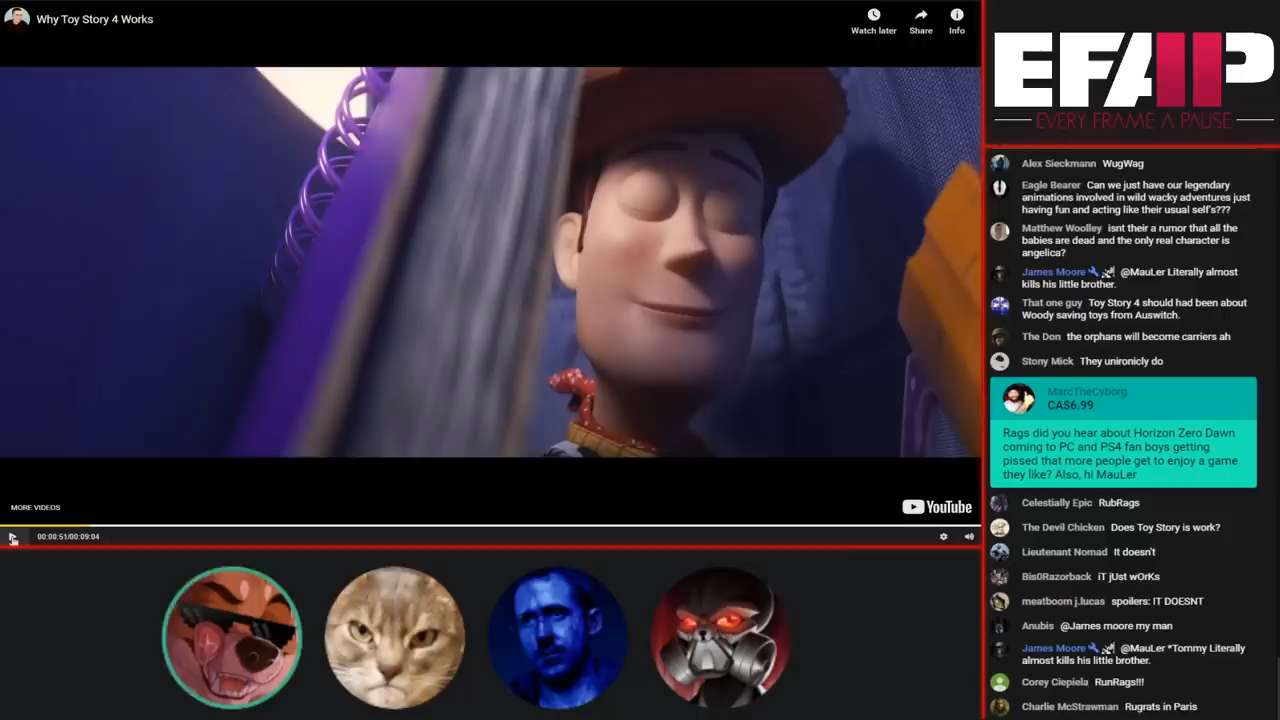 Why Toy Story 4 Works
Watch later
Share
Info
MORE VIDEOS
YouTube
00:00:51/00:09:04
EFAP
EVERY FRAME A PAUSE
Alex Sieckmann WugWag
Eagle Bearer Can we just have our legendary
animations involved in wild wacky adventures just
having fun and acting like their usual self's???
Matthew Woolley isnt their a rumor that all the
babies are dead and the only real character is
angelica?
James Moore @MauLer Literally almost
kills his little brother.
That one guy Toy Story 4 should had been about
Woody saving toys from Auswitch.
The Don the orphans will become carriers ah
Stony Mick They unironicly do
MarcTheCyborg
CA$6.99
Rags did you hear about Horizon Zero Dawn
coming to PC and PS4 fan boys getting
pissed that more people get to enjoy a game
they like? Also, hi MauLer
Celestially Epic RubRags
The Devil Chicken Does Toy Story is work?
Lieutenant Nomad It doesn't
Bis0Razorback iT jUst wOrKs
meatboom j.lucas spoilers: IT DOESNT
Anubis @James moore my man
James Moore @MauLer *Tommy Literally
almost kills his little brother.
Corey Ciepiela RunRags!!!
Charlie McStrawman Rugrats in Paris